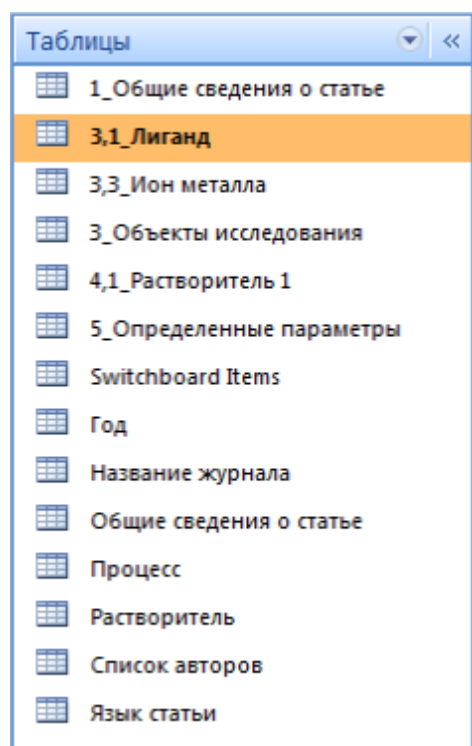 Таблицы
1_Общие сведения о статье
3,1_Лиганд
3,3_Ион металла
3_Объекты исследования
4,1_Растворитель 1
5_Определенные параметры
Switchboard Items
Год
Название журнала
Общие сведения о статье
Процесс
Растворитель
Список авторов
Язык статьи